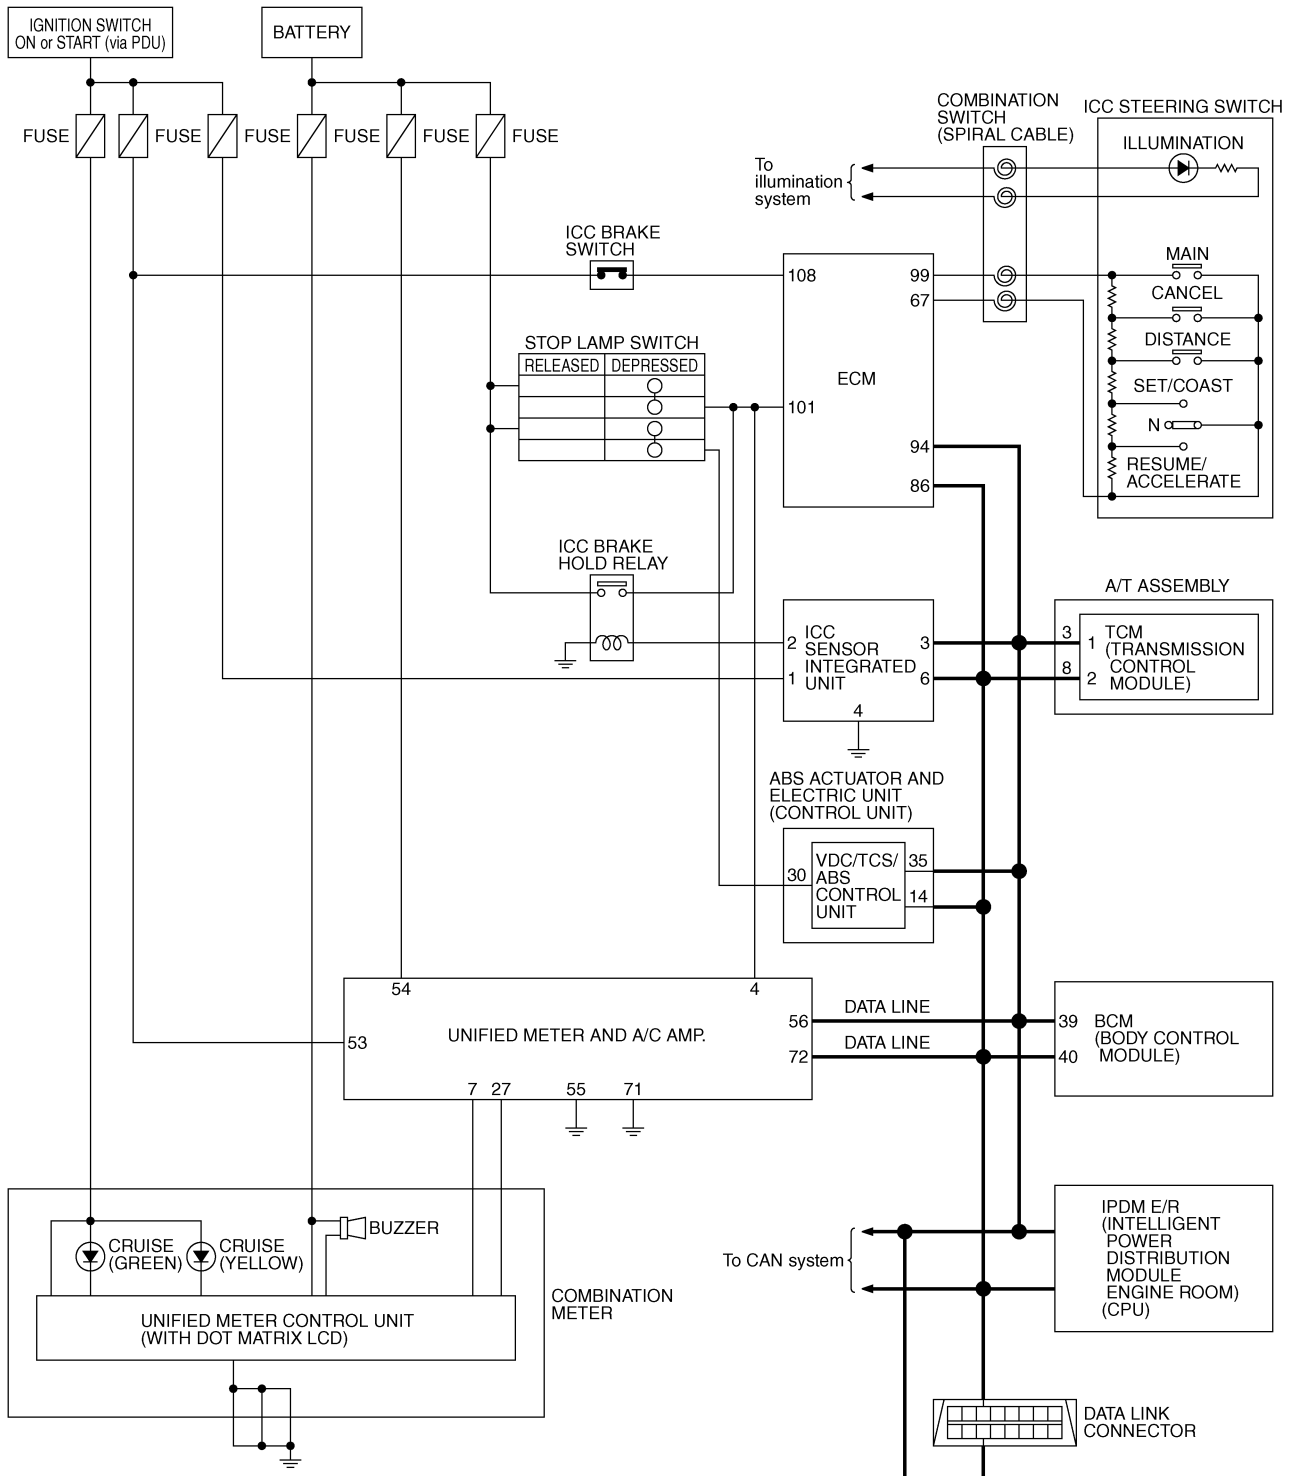 IGNITION SWITCH
ON or START (via PDU)
BATTERY
FUSE
FUSE
FUSE
FUSE
FUSE
FUSE
COMBINATION
SWITCH
(SPIRAL CABLE)
ICC STEERING SWITCH
ILLUMINATION
To
illumination
system
ICC BRAKE
SWITCH
108
99
67
MAIN
CANCEL
DISTANCE
SET/COAST
N
RESUME/
ACCELERATE
STOP LAMP SWITCH
RELEASED
DEPRESSED
ECM
101
94
86
ICC BRAKE
HOLD RELAY
2
1
ICC
SENSOR
INTEGRATED
UNIT
3
6
4
A/T ASSEMBLY
3
8
1
2
TCM
(TRANSMISSION
CONTROL
MODULE)
ABS ACTUATOR AND
ELECTRIC UNIT
(CONTROL UNIT)
30
VDC/TCS/
ABS
CONTROL
UNIT
35
14
54
4
53
UNIFIED METER AND A/C AMP.
56
72
DATA LINE
DATA LINE
39
40
BCM
(BODY CONTROL
MODULE)
7
27
55
71
CRUISE
(GREEN)
CRUISE
(YELLOW)
BUZZER
UNIFIED METER CONTROL UNIT
(WITH DOT MATRIX LCD)
COMBINATION
METER
To CAN system
IPDM E/R
(INTELLIGENT
POWER
DISTRIBUTION
MODULE
ENGINE ROOM)
(CPU)
DATA LINK
CONNECTOR